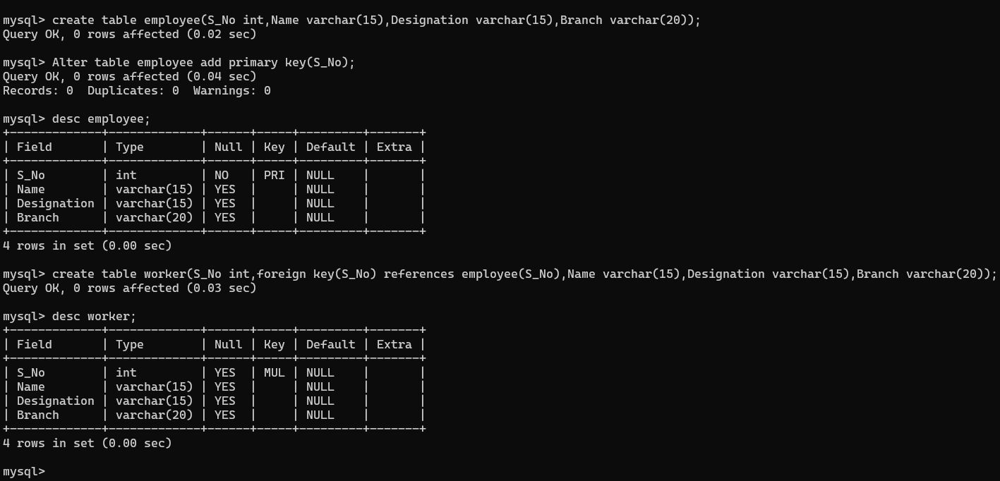 mysql> create table employee(S_No int,Name varchar(15),Designation varchar(15),Branch varchar(20));
Query OK, 0 rows affected (0.02 sec)

mysql> Alter table employee add primary key(S_No);
Query OK, 0 rows affected (0.04 sec)
Records: 0  Duplicates: 0  Warnings: 0

mysql> desc employee;
+-------------+-------------+------+-----+---------+-------+
| Field       | Type        | Null | Key | Default | Extra |
+-------------+-------------+------+-----+---------+-------+
| S_No        | int         | NO   | PRI | NULL    |       |
| Name        | varchar(15) | YES  |     | NULL    |       |
| Designation | varchar(15) | YES  |     | NULL    |       |
| Branch      | varchar(20) | YES  |     | NULL    |       |
+-------------+-------------+------+-----+---------+-------+
4 rows in set (0.00 sec)

mysql> create table worker(S_No int,foreign key(S_No) references employee(S_No),Name varchar(15),Designation varchar(15),Branch varchar(20));
Query OK, 0 rows affected (0.03 sec)

mysql> desc worker;
+-------------+-------------+------+-----+---------+-------+
| Field       | Type        | Null | Key | Default | Extra |
+-------------+-------------+------+-----+---------+-------+
| S_No        | int         | YES  | MUL | NULL    |       |
| Name        | varchar(15) | YES  |     | NULL    |       |
| Designation | varchar(15) | YES  |     | NULL    |       |
| Branch      | varchar(20) | YES  |     | NULL    |       |
+-------------+-------------+------+-----+---------+-------+
4 rows in set (0.00 sec)

mysql>